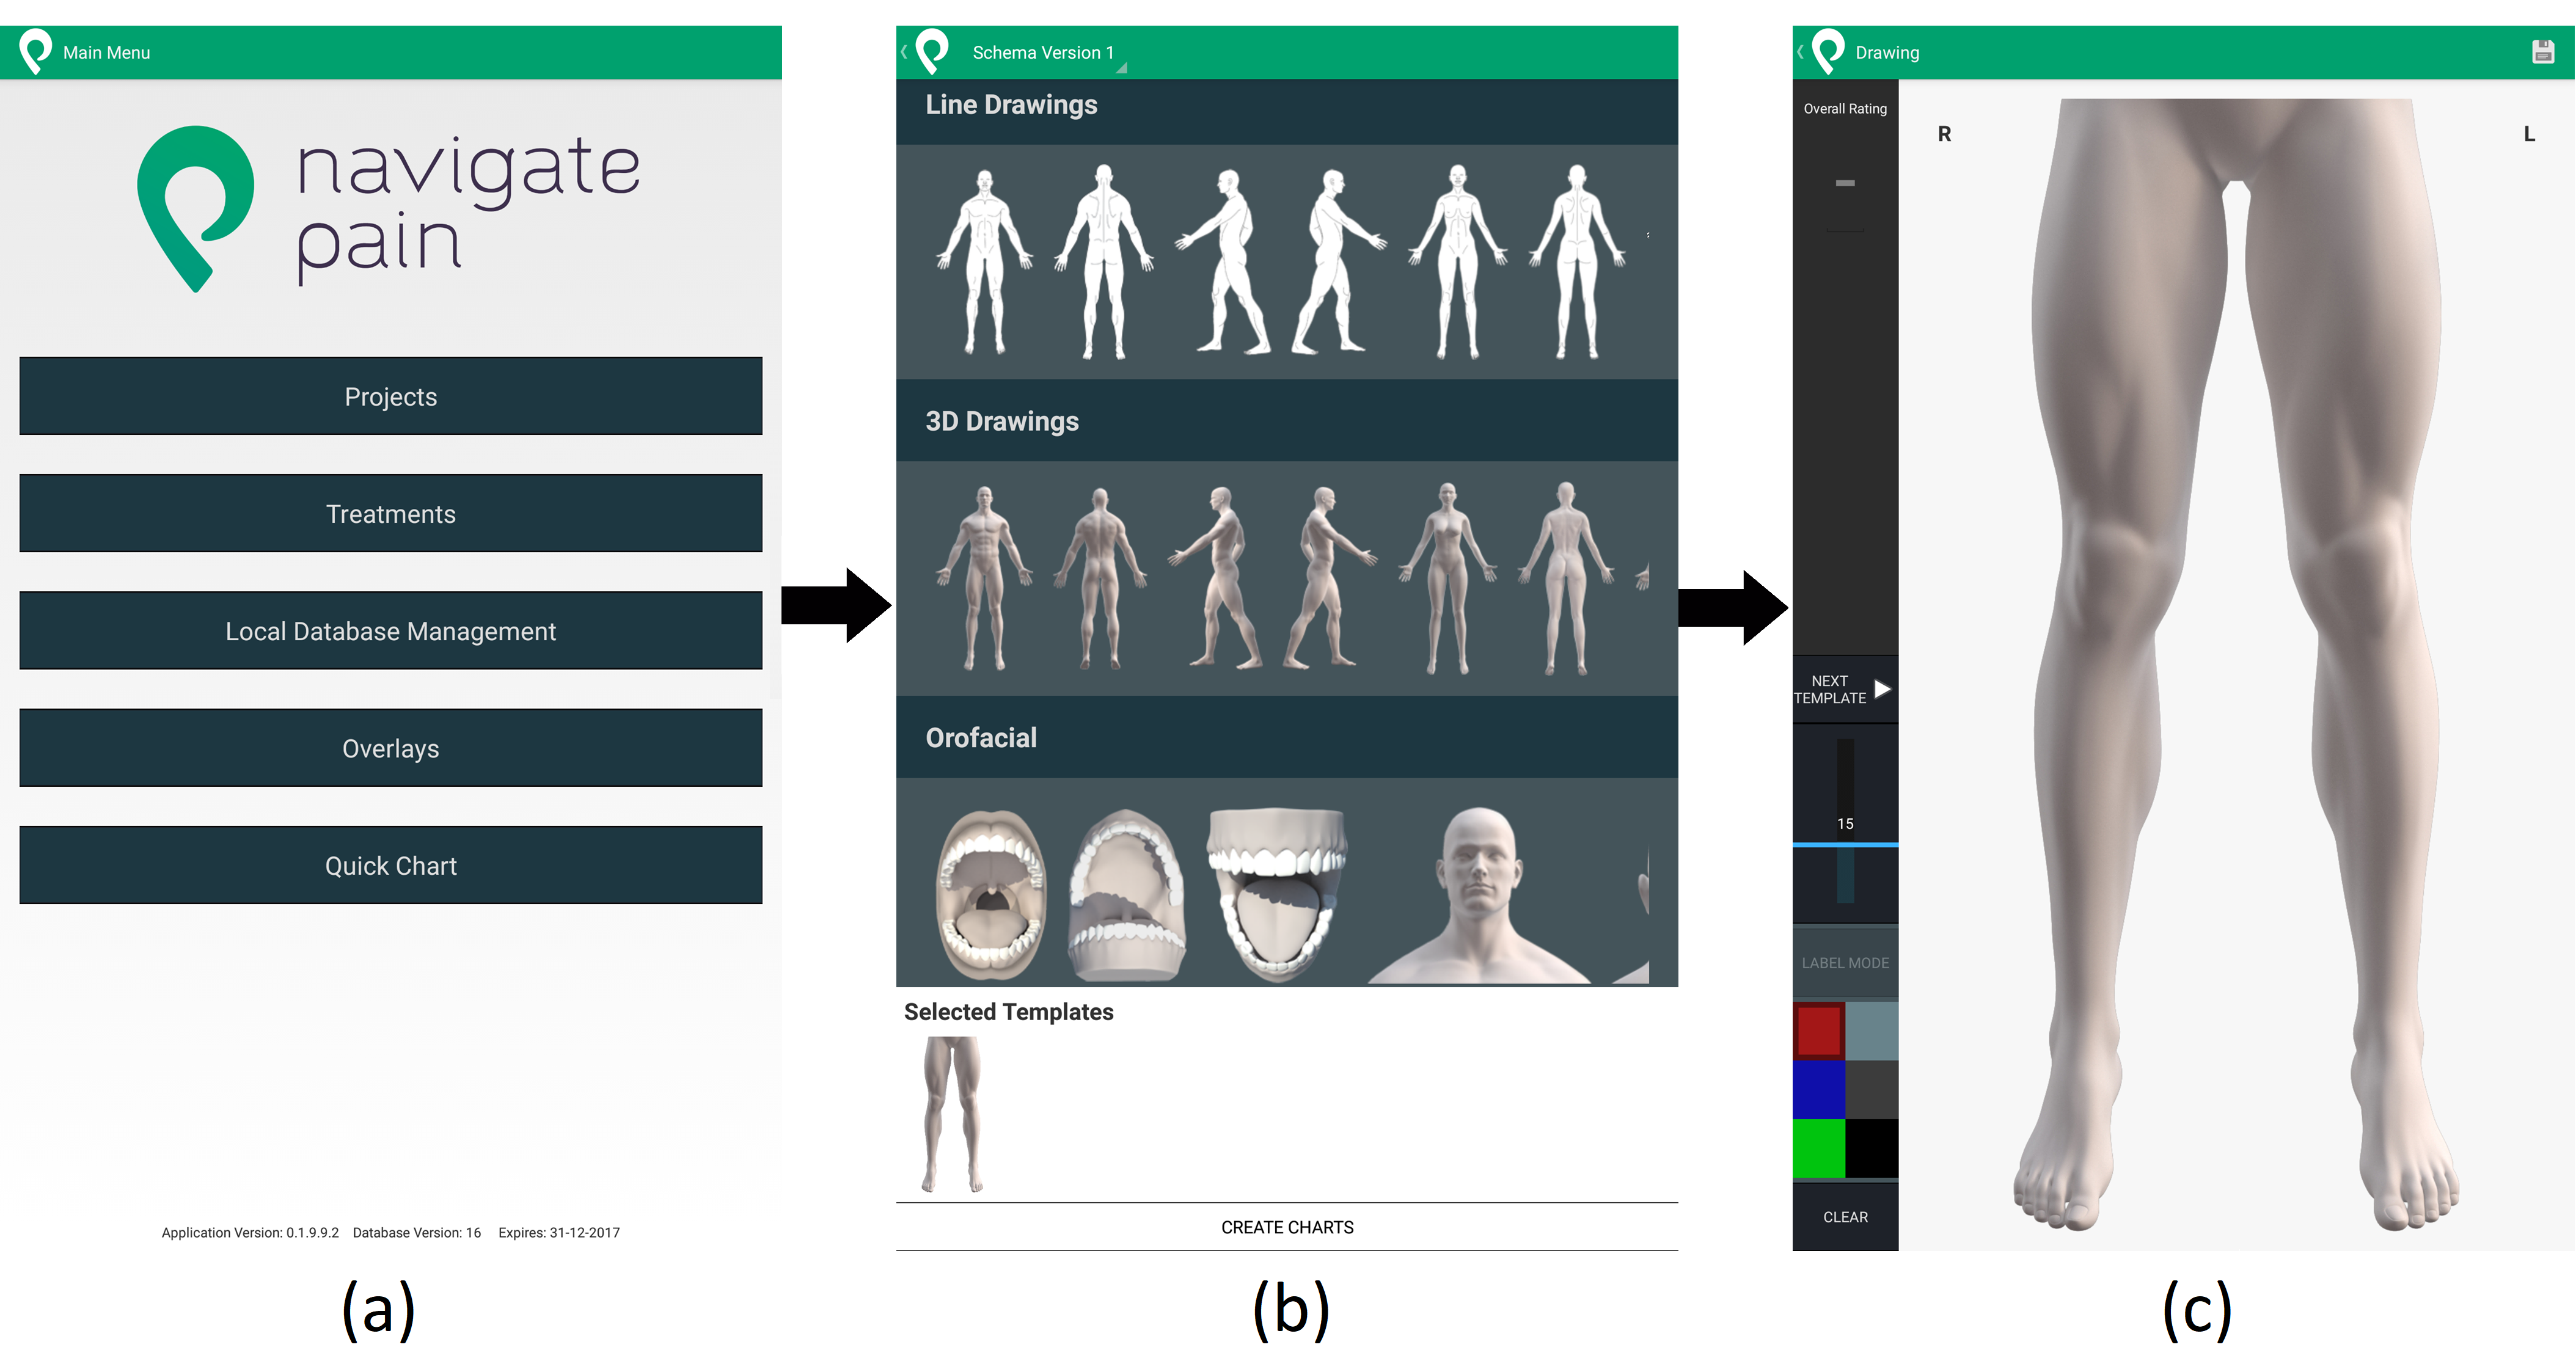 Main Menu
navigate
pain
Projects
Treatments
Local Database Management
Overlays
Quick Chart
Application Version: 0.1.9.9.2 Database Version: 16 Expires: 31-12-2017
(a)
Schema Version 1
Line Drawings
3D Drawings
Orofacial
Selected Templates
CREATE CHARTS
(b)
Drawing
Overall Rating
R
L
NEXT
TEMPLATE
15
LABEL MODE
CLEAR
(c)